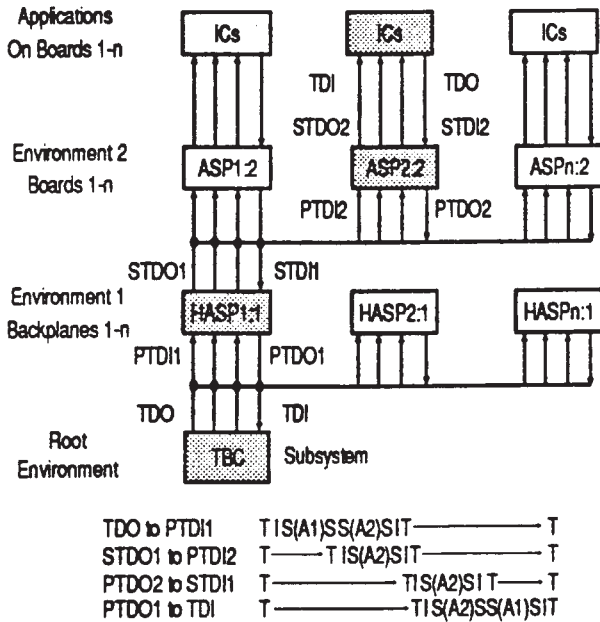 Applications
On Boards 1-n
ICs
ICs
ICs
TDI
TDO
STDO2
STDI2
Environment 2
Boards 1-n
ASP1:2
ASP2:2
ASPn:2
PTDI2
PTDO2
STDO1
STDI1
Environment 1
Backplanes 1-n
HASP1:1
HASP2:1
HASPn:1
PTDI1
PTDO1
TDO
TDI
Root
Environment
TBC
Subsystem
TDO to PTDI1 T I S(A1)SS(A2)SIT T
STDO1 to PTDI2 T T IS(A2)SIT T
PTDO2 to STDI1 T TIS(A2)SIT T
PTDO1 to TDI T T IS(A2)SS(A1)SIT